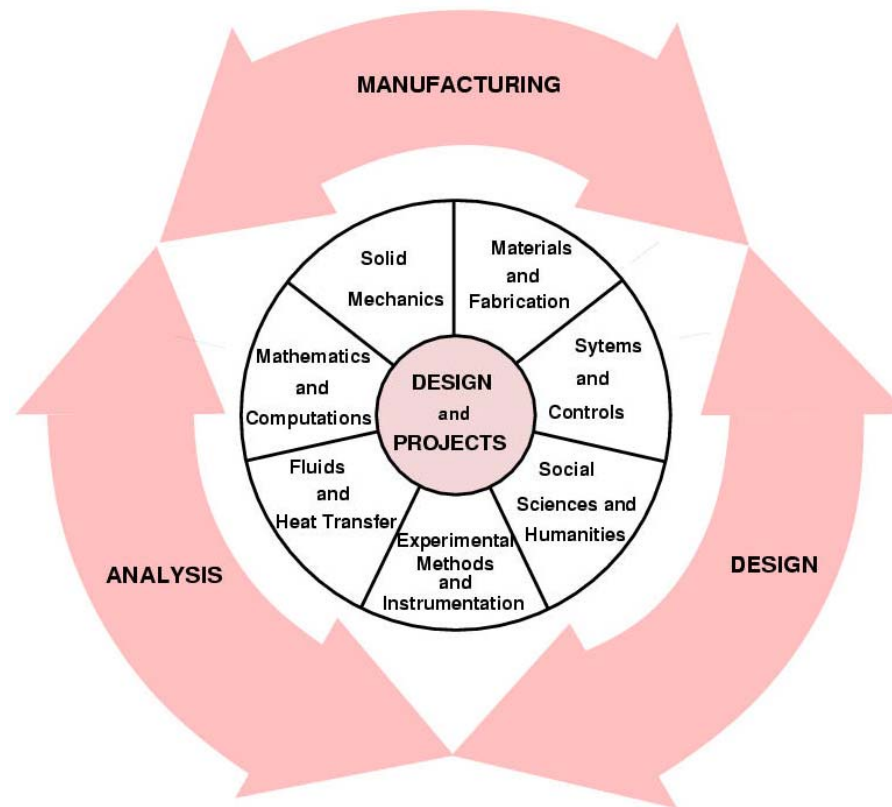 MANUFACTURING
Solid
Mechanics
Materials
and
Fabrication
Sytems
and
Controls
Social
Sciences and
Humanities
Experimental
Methods
and
Instrumentation
Fluids
and
Heat Transfer
Mathematics
and
Computations
DESIGN
and
PROJECTS
ANALYSIS
DESIGN